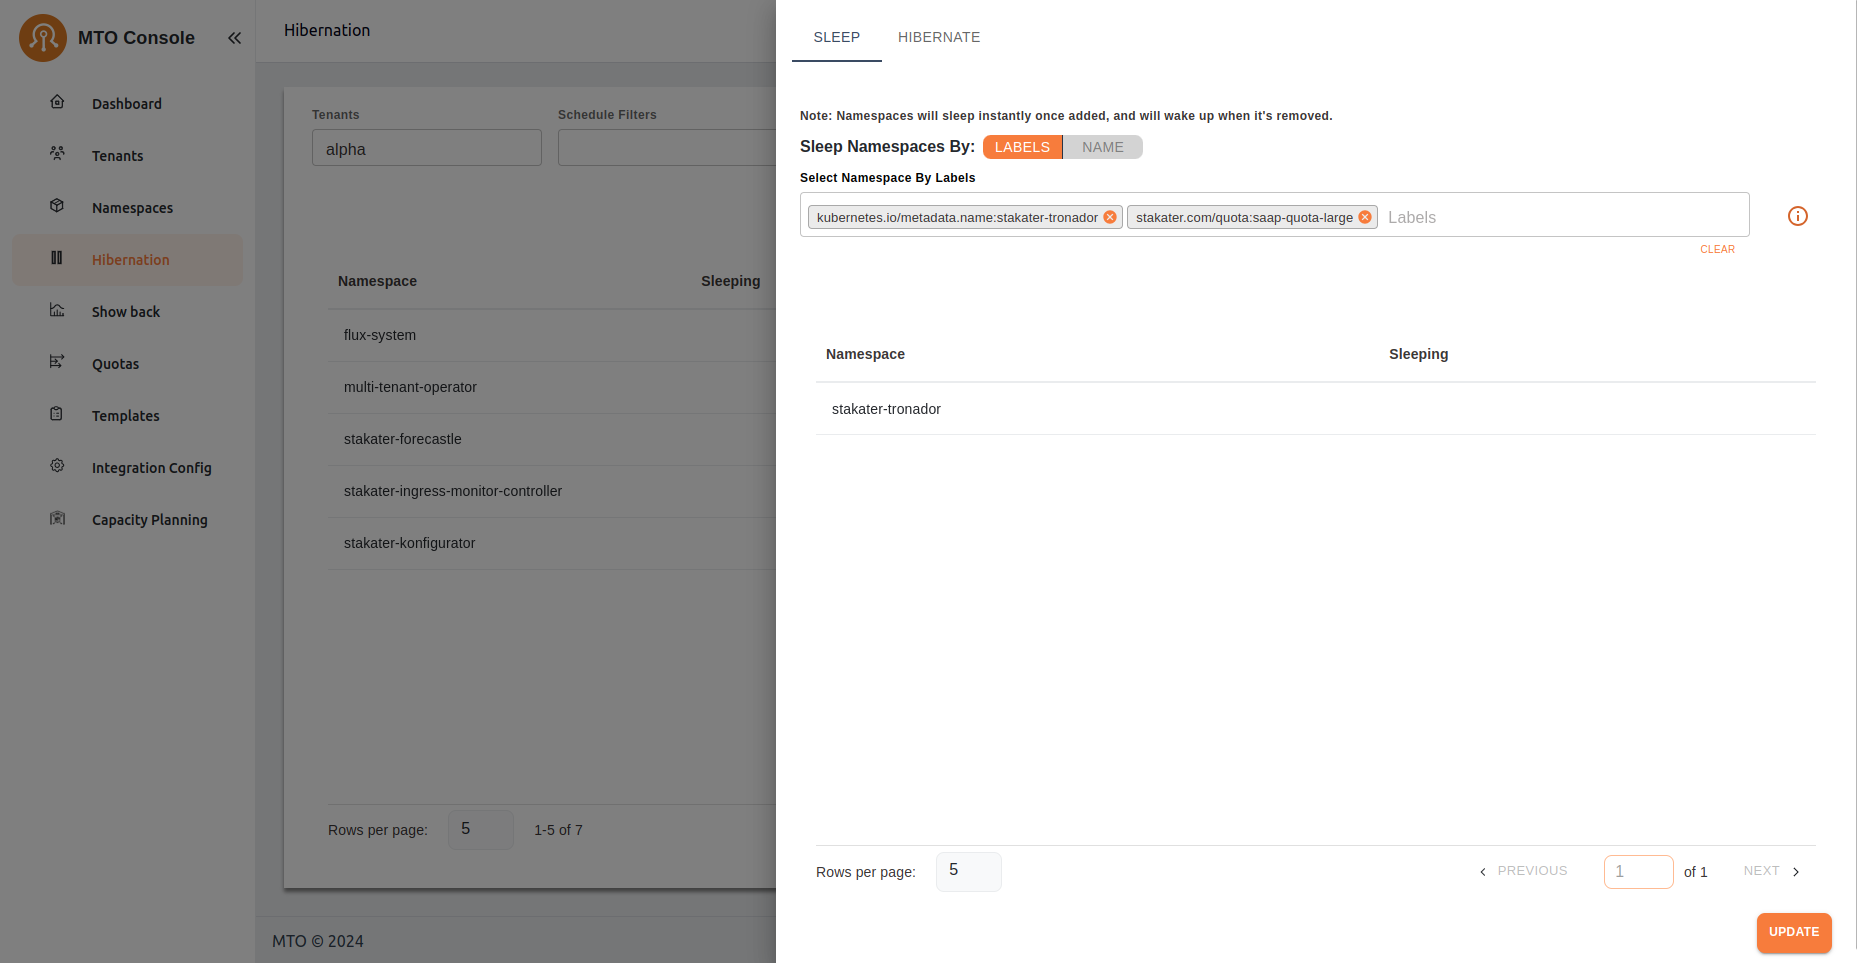 MTO Console
Dashboard
Tenants
Namespaces
Hibernation
Show back
Quotas
Templates
Integration Config
Capacity Planning
Hibernation
Tenants
Schedule Filters
alpha
Namespace
Sleeping
flux-system
multi-tenant-operator
stakater-forecastle
stakater-ingress-monitor-controller
stakater-konfigurator
Rows per page:
5
1-5 of 7
MTO © 2024
SLEEP
HIBERNATE
Note: Namespaces will sleep instantly once added, and will wake up when it's removed.
Sleep Namespaces By:
LABELS
NAME
Select Namespace By Labels
kubernetes.io/metadata.name:stakater-tronador
stakater.com/quota:saap-quota-large
Labels
CLEAR
Namespace
Sleeping
stakater-tronador
Rows per page:
5
PREVIOUS
1
of 1
NEXT
UPDATE